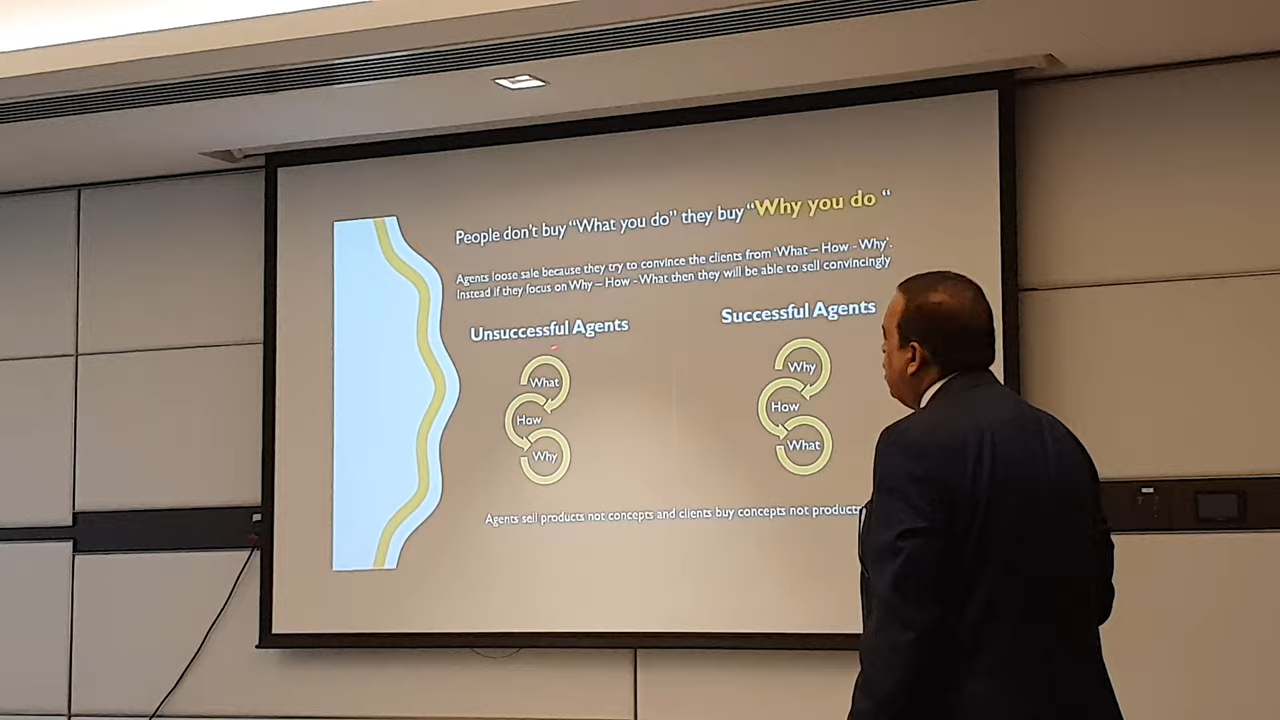 People don't buy “What you do” they buy “Why you do “
Agents loose sale because they try to convince the clients from ‘What – How - Why’.
Instead if they focus on Why – How - What then they will be able to sell convincingly
Unsuccessful Agents
Successful Agents
What
How
Why
Why
How
What
Agents sell products not concepts and clients buy concepts not product